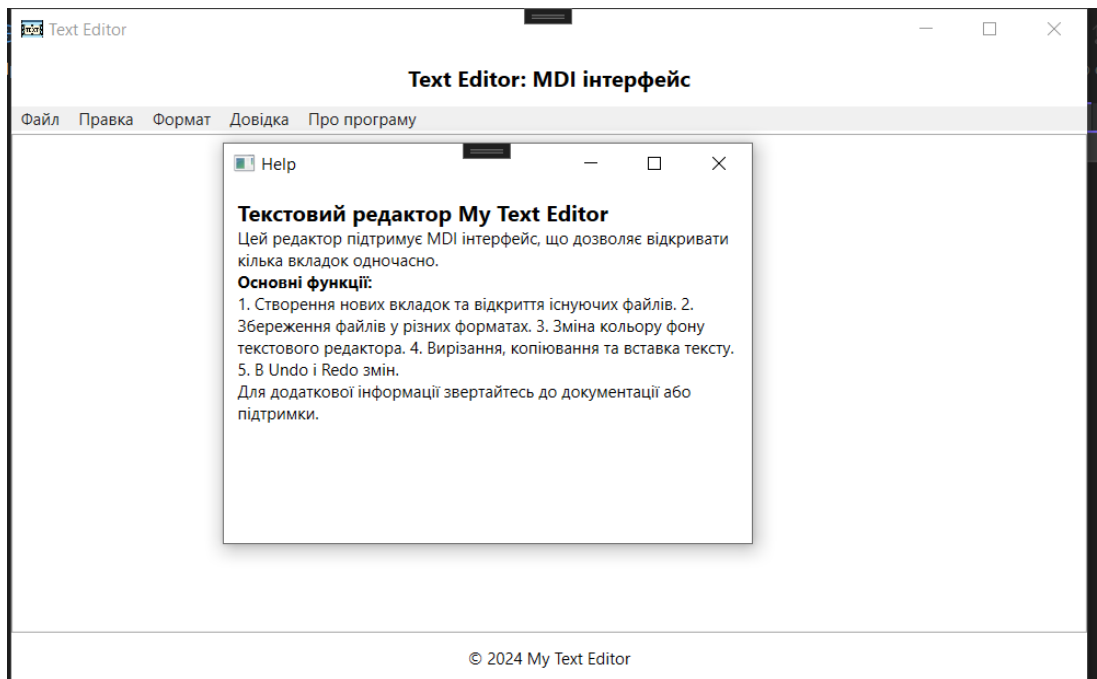 Text Editor
Text Editor: MDI інтерфейс
Файл Правка Формат Довідка Про програму
Help
Текстовий редактор My Text Editor
Цей редактор підтримує MDI інтерфейс, що дозволяє відкривати
кілька вкладок одночасно.
Основні функції:
1. Створення нових вкладок та відкриття існуючих файлів. 2.
Збереження файлів у різних форматах. 3. Зміна кольору фону
текстового редактора. 4. Вирізання, копіювання та вставка тексту.
5. В Undo і Redo змін.
Для додаткової інформації звертайтесь до документації або
підтримки.
© 2024 My Text Editor